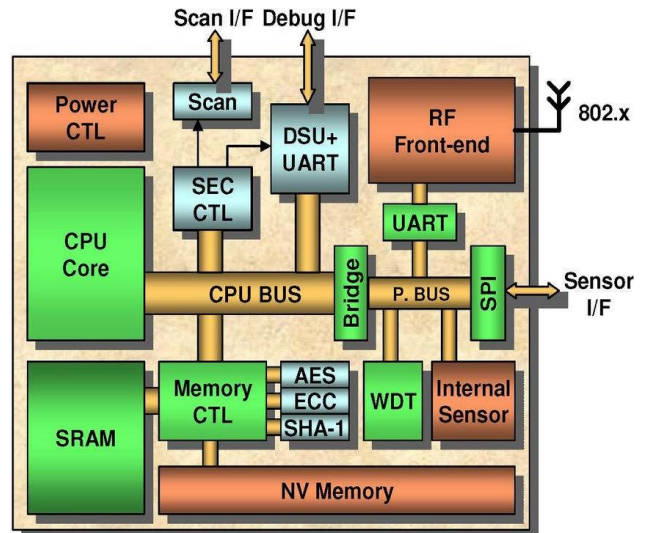 Scan I/F
Debug I/F
Power
CTL
Scan
DSU+
UART
RF
Front-end
802.x
SEC
CTL
CPU
Core
UART
CPU BUS
Bridge
P. BUS
SPI
Sensor
I/F
SRAM
Memory
CTL
AES
ECC
SHA-1
WDT
Internal
Sensor
NV Memory